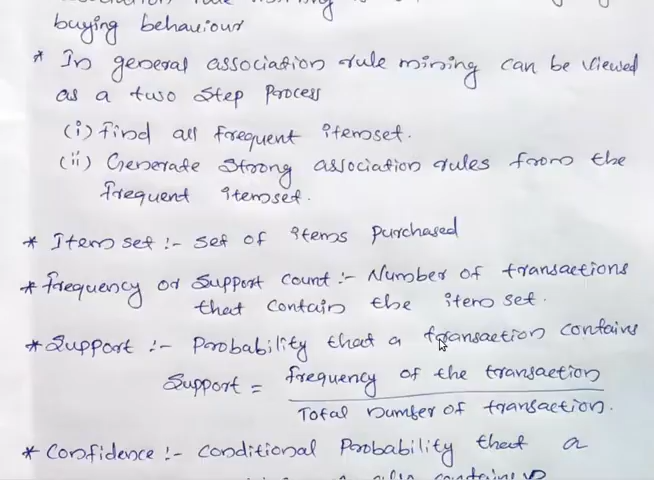 buying behaviour
* In general association rule mining can be viewed
as a two step process
(i) find all frequent itemset.
(ii) Generate strong association rules from the
frequent itemset.
* Item set :- set of items purchased
* frequency or support count :- Number of transactions
that contain the item set.
* Support :- Probability that a transaction contains
Support = frequency of the transaction
Total number of transaction.
* Confidence :- conditional Probability that a
contains